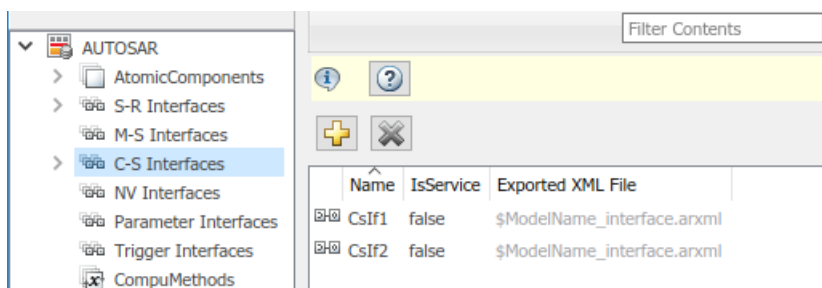 Filter Contents
AUTOSAR
AtomicComponents
S-R Interfaces
M-S Interfaces
C-S Interfaces
NV Interfaces
Parameter Interfaces
Trigger Interfaces
CompuMethods
Name IsService Exported XML File
CsIf1 false $ModelName_interface.arxml
CsIf2 false $ModelName_interface.arxml